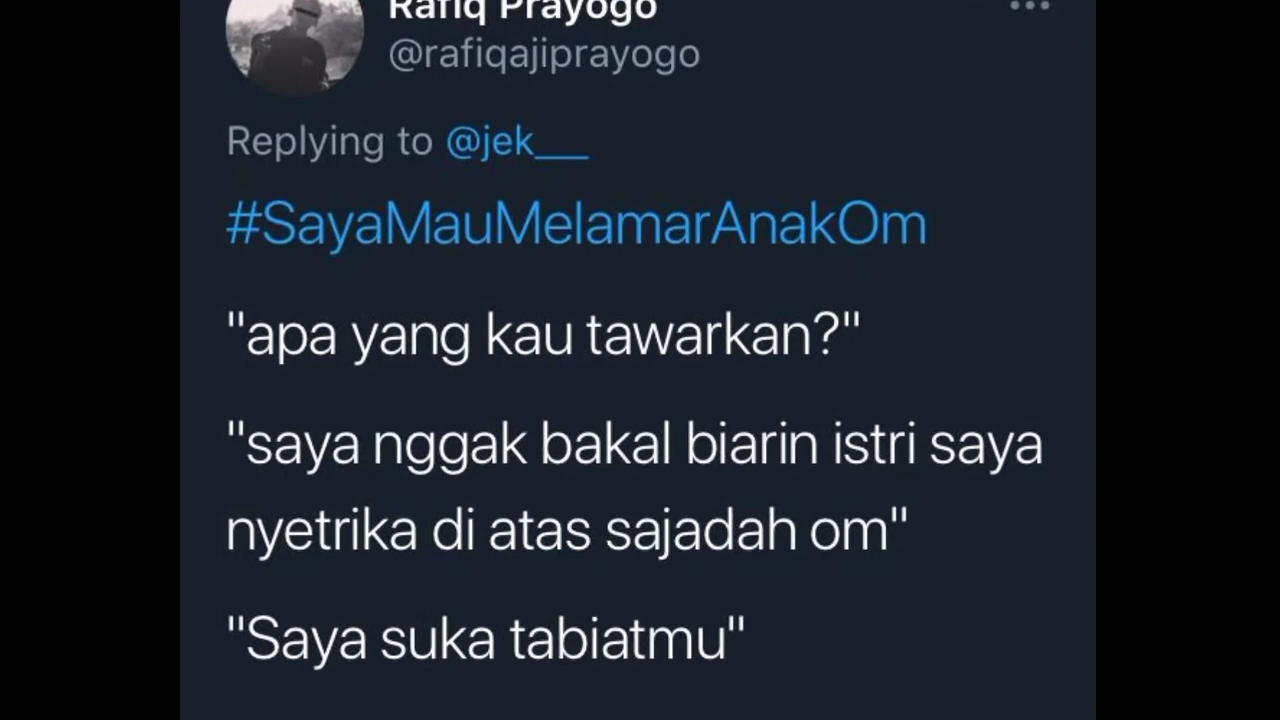 Rafiq Prayogo
@rafiqajiprayogo
Replying to @jek___
#SayaMauMelamarAnakOm
"apa yang kau tawarkan?"
"saya nggak bakal biarin istri saya
nyetrika di atas sajadah om"
"Saya suka tabiatmu"